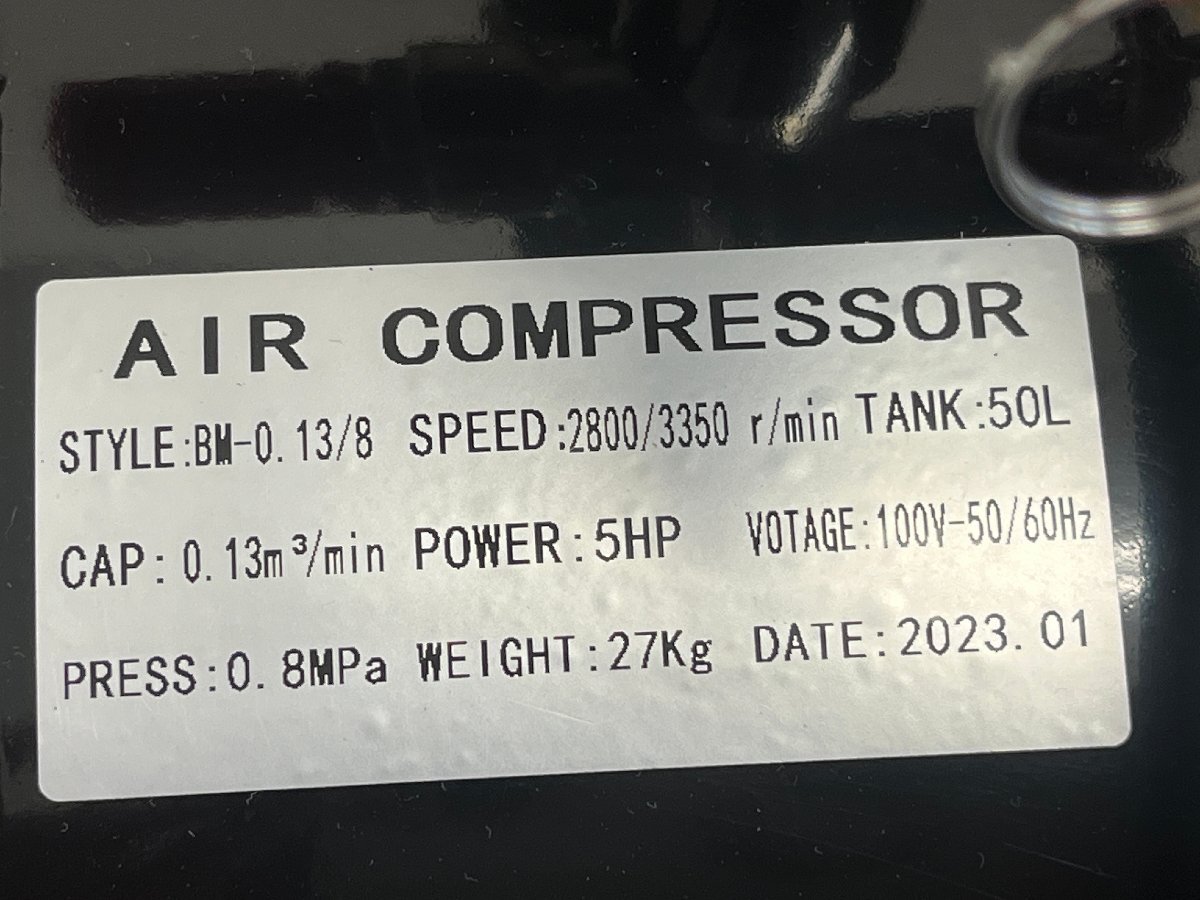 AIR COMPRESSOR
STYLE:BM-0.13/8 SPEED:2800/3350 r/min TANK:50L
CAP:0.13m³/min POWER:5HP VOTAGE:100V-50/60Hz
PRESS:0.8MPa WEIGHT:27Kg DATE:2023.01